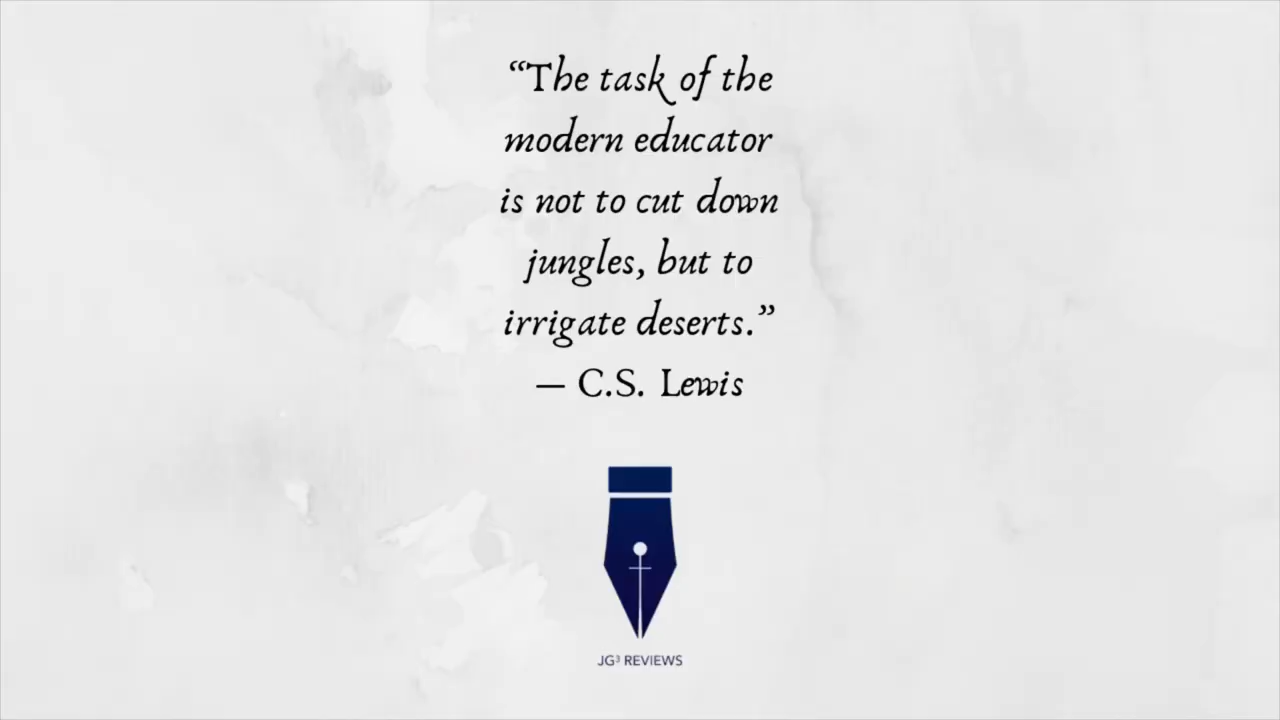 “The task of the
modern educator
is not to cut down
jungles, but to
irrigate deserts.”
— C.S. Lewis
JG³ REVIEWS